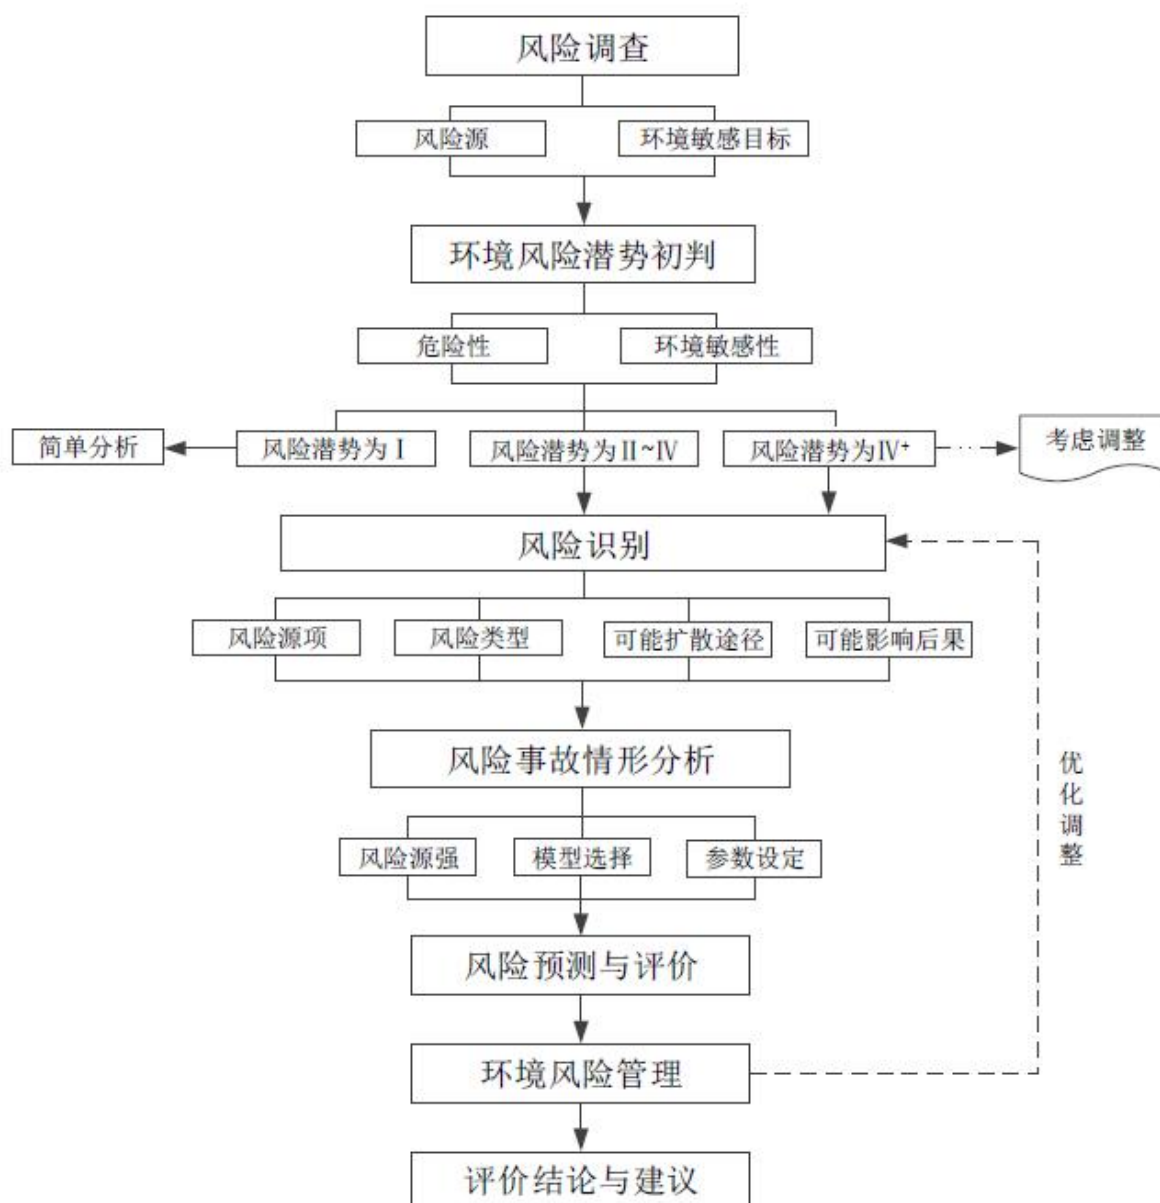 风险调查
风险源
环境敏感目标
环境风险潜势初判
危险性
环境敏感性
简单分析
风险潜势为Ⅰ
风险潜势为Ⅱ~Ⅳ
风险潜势为Ⅳ⁺
考虑调整
风险识别
风险源项
风险类型
可能扩散途径
可能影响后果
风险事故情形分析
优化调整
风险源强
模型选择
参数设定
风险预测与评价
环境风险管理
评价结论与建议